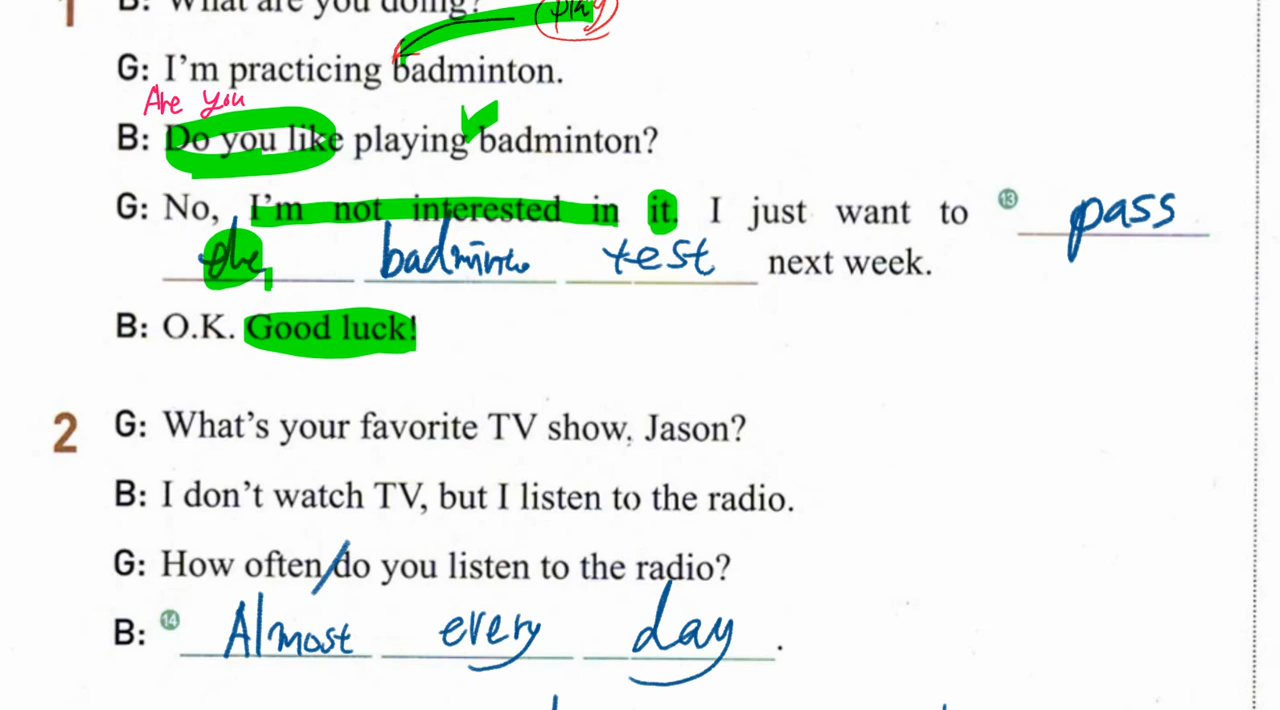 1 B: What are you doing? play
G: I'm practicing badminton.
Are you
B: Do you like playing badminton?
G: No, I'm not interested in it. I just want to ⑬ pass
the test next week.
B: O.K. Good luck!
2 G: What's your favorite TV show, Jason?
B: I don't watch TV, but I listen to the radio.
G: How often do you listen to the radio?
B: ⑭ Almost every day.